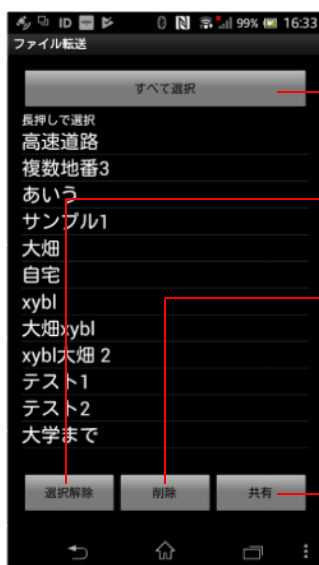 ID 99% 16:33
ファイル転送
すべて選択
長押しで選択
高速道路
複数地番3
あいう
サンプル1
大畑
自宅
xybl
大畑xybl
xybl大畑 2
テスト1
テスト2
大学まで
選択解除 削除 共有